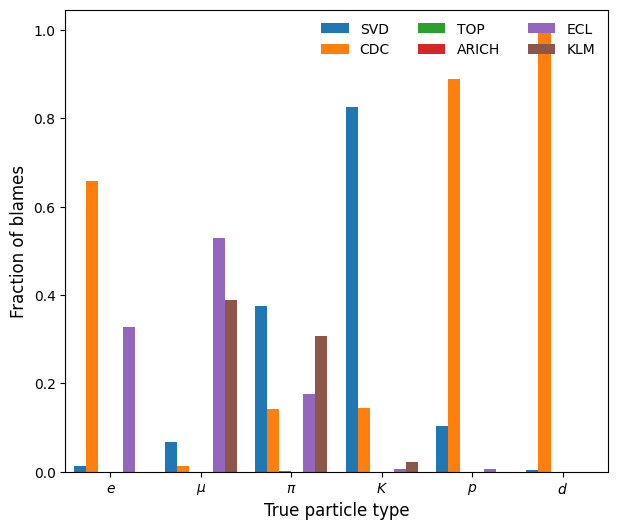 SVD TOP ECL
CDC ARICH KLM
1.0
0.8
0.6
0.4
0.2
0.0
Fraction of blames
e μ π K p d
True particle type